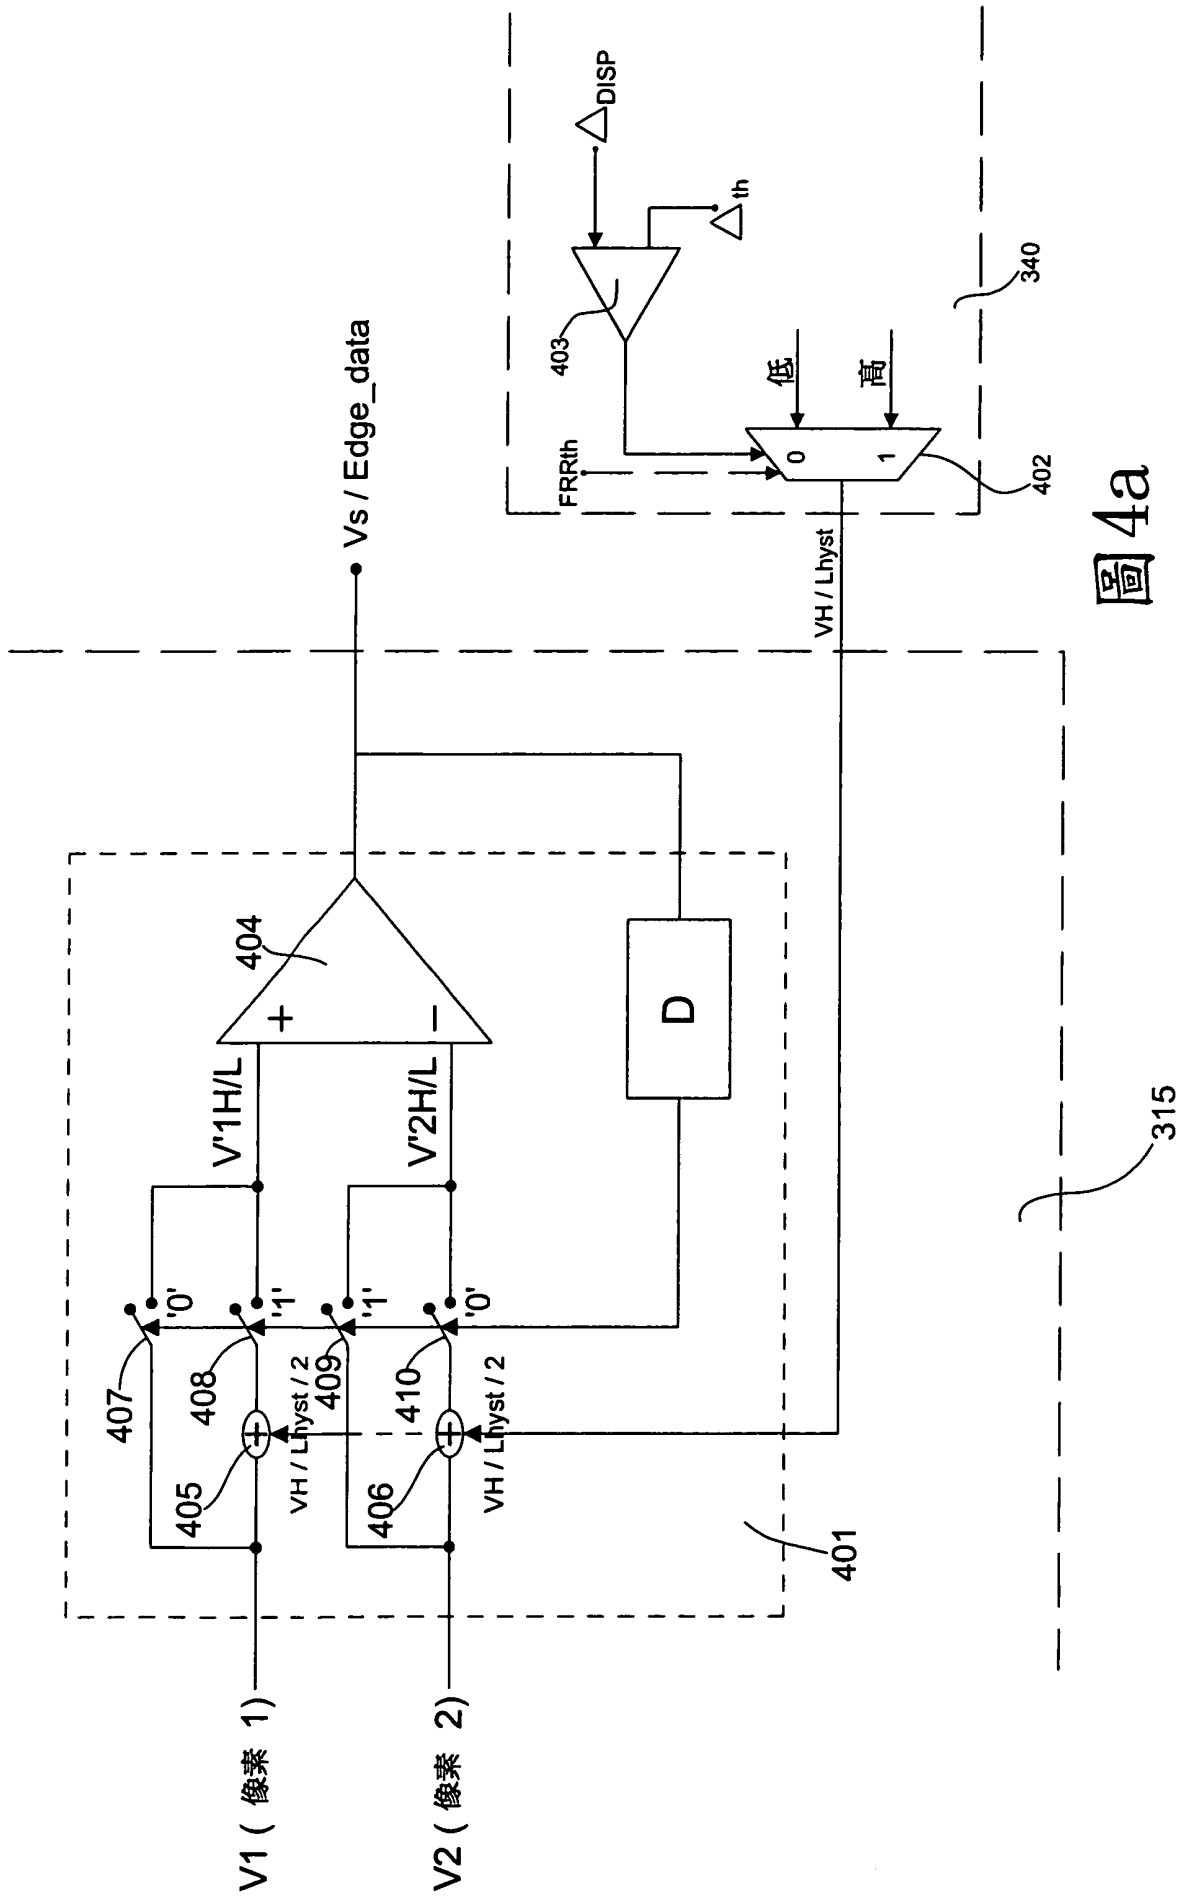 V1 ( 像素 1)
V2 ( 像素 2)
405
406
407
408
409
410
'0'
'1'
'1'
'0'
VH / Lhyst / 2
VH / Lhyst / 2
V'1H/L
V'2H/L
404
+
−
D
401
315
Vs / Edge_data
VH / Lhyst
FRRth
403
△DISP
△th
低
高
0
1
402
340
圖 4a